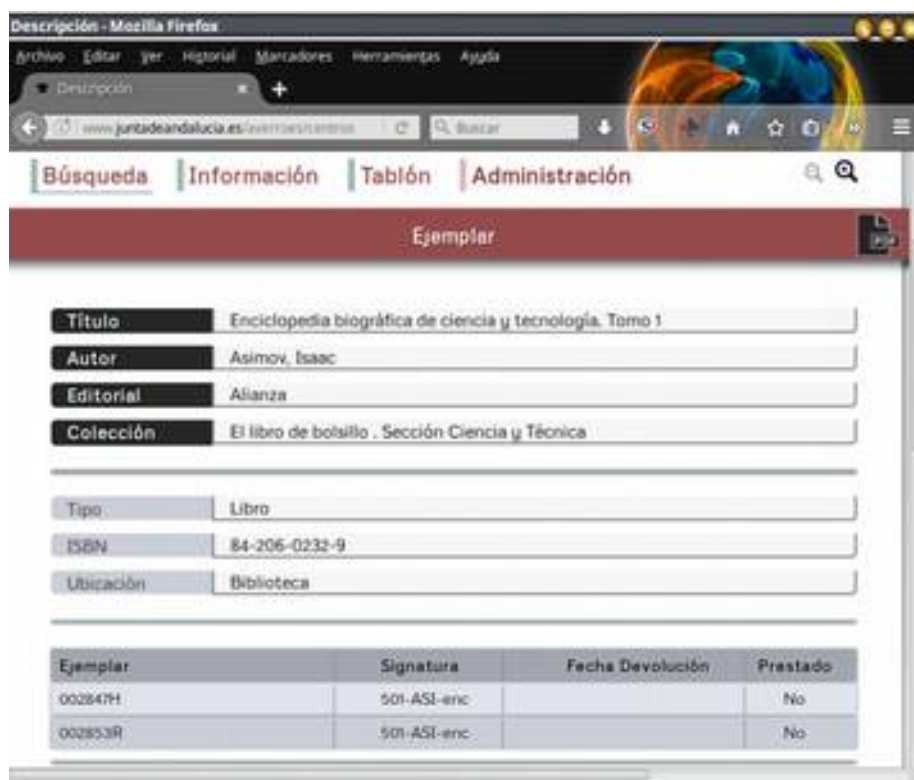 Descripción - Mozilla Firefox
Archivo Editar Ver Historial Marcadores Herramientas Ayuda
Descripción
www.juntadeandalucia.es/averroes/centros Buscar
Búsqueda Información Tablón Administración
Ejemplar
PDF
Título Enciclopedia biográfica de ciencia y tecnología. Tomo 1
Autor Asimov, Isaac
Editorial Alianza
Colección El libro de bolsillo . Sección Ciencia y Técnica
Tipo Libro
ISBN 84-206-0232-9
Ubicación Biblioteca
Ejemplar Signatura Fecha Devolución Prestado
002847H 501-ASI-enc No
002853R 501-ASI-enc No